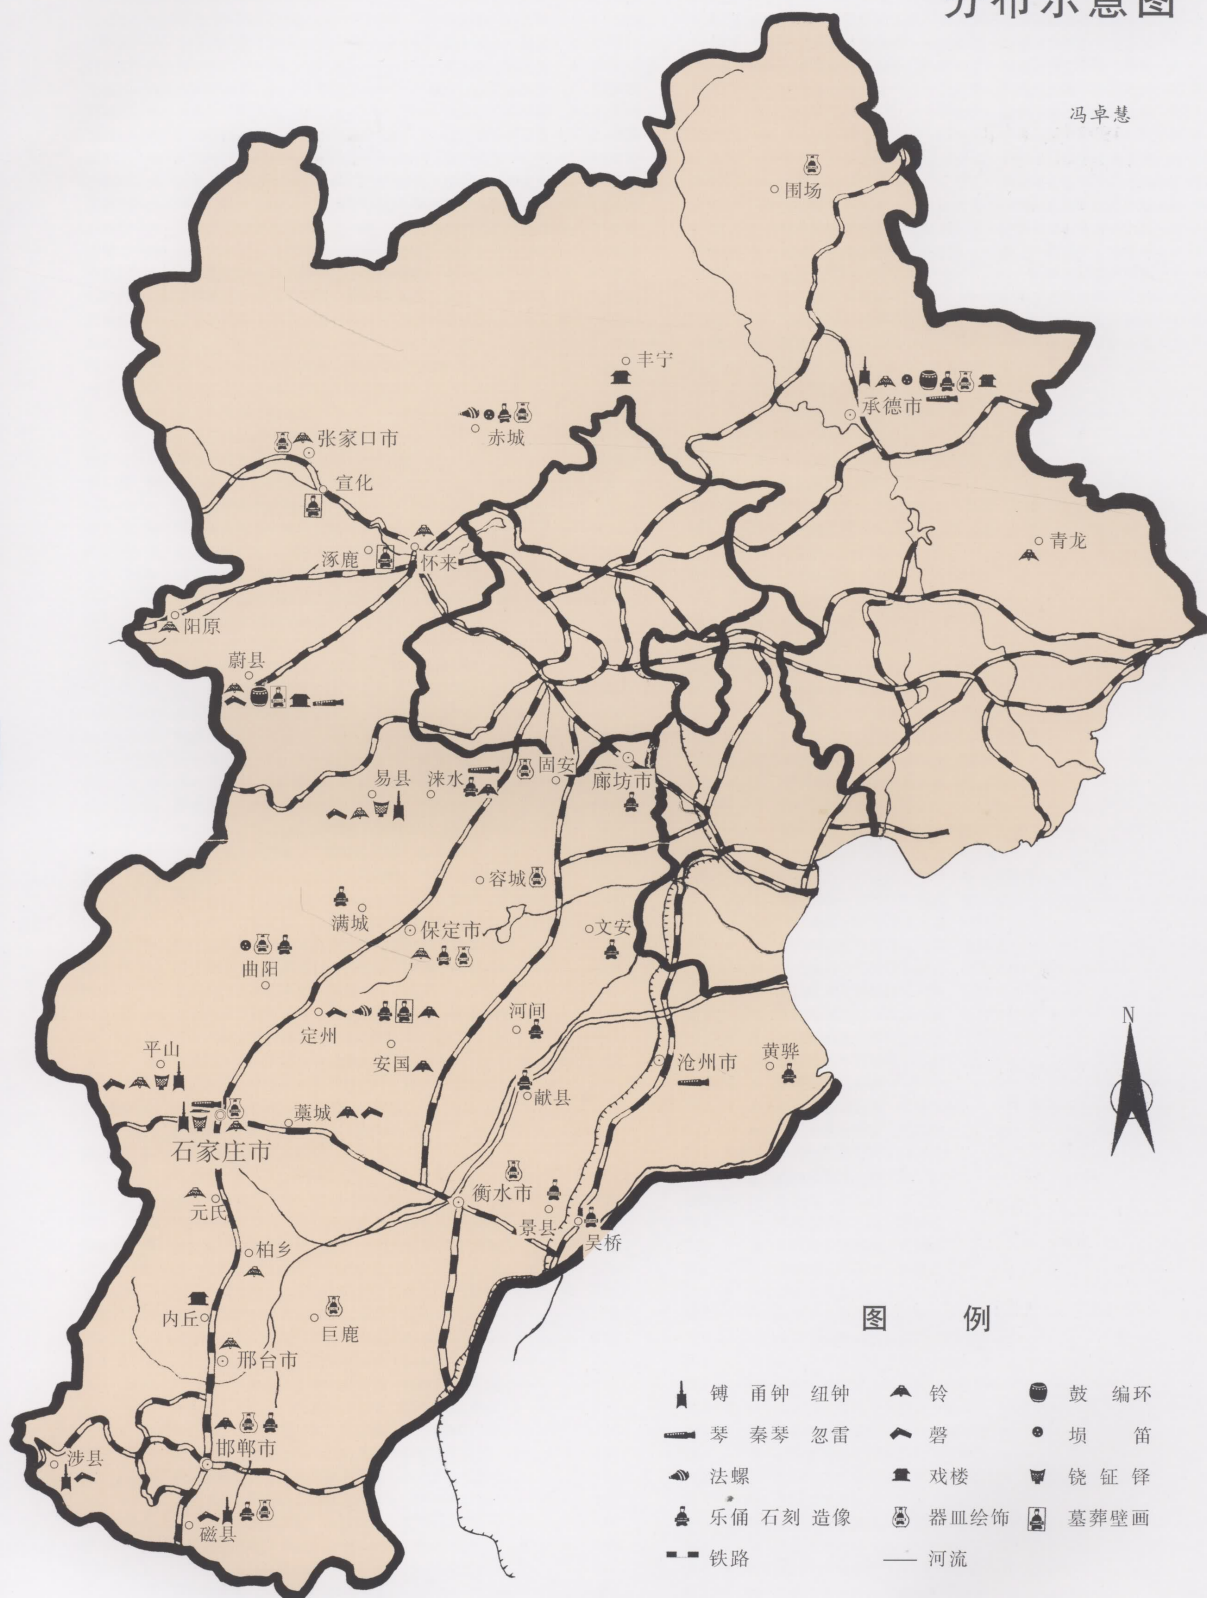 分布示意图
冯卓慧
围场
丰宁
承德市
赤城
张家口市
宣化
青龙
涿鹿
怀来
阳原
蔚县
易县
涞水
固安
廊坊市
容城
满城
保定市
文安
曲阳
定州
河间
安国
平山
沧州市
黄骅
献县
藁城
石家庄市
衡水市
元氏
景县
吴桥
柏乡
内丘
巨鹿
邢台市
邯郸市
涉县
磁县
N
图 例
镈 甬钟 纽钟 铃 鼓 编环
琴 秦琴 忽雷 磬 埙 笛
法螺 戏楼 铙 钲 铎
乐俑 石刻 造像 器皿绘饰 墓葬壁画
铁路 河流